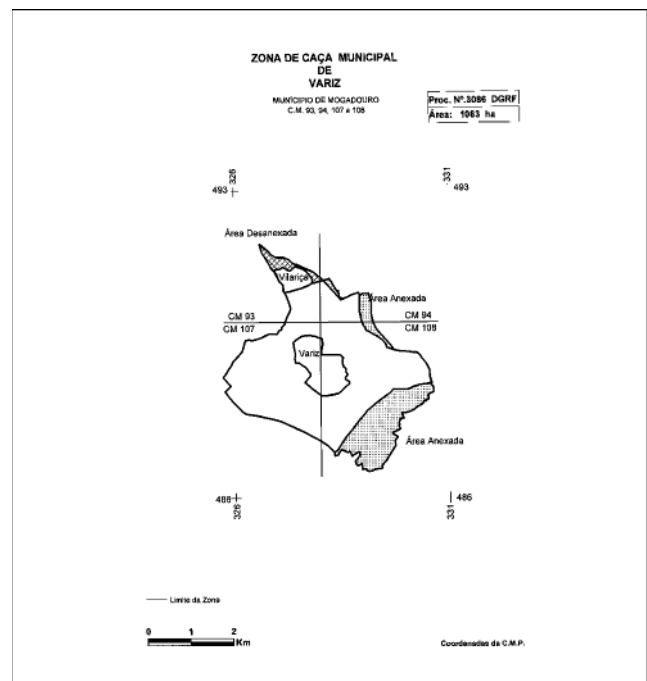 ZONA DE CAÇA MUNICIPAL
DE
VARIZ
MUNICIPIO DE MOGADOURO
C.M. 93, 94, 107 e 108
Proc. Nº.3086 DGRF
Área: 1063 ha
326
493
331
493
Área Desanexada
Vilariça
Área Anexada
CM 93
CM 94
CM 107
CM 108
Variz
Área Anexada
486
326
486
331
Limite da Zona
0 1 2
Km
Coordenadas da C.M.P.